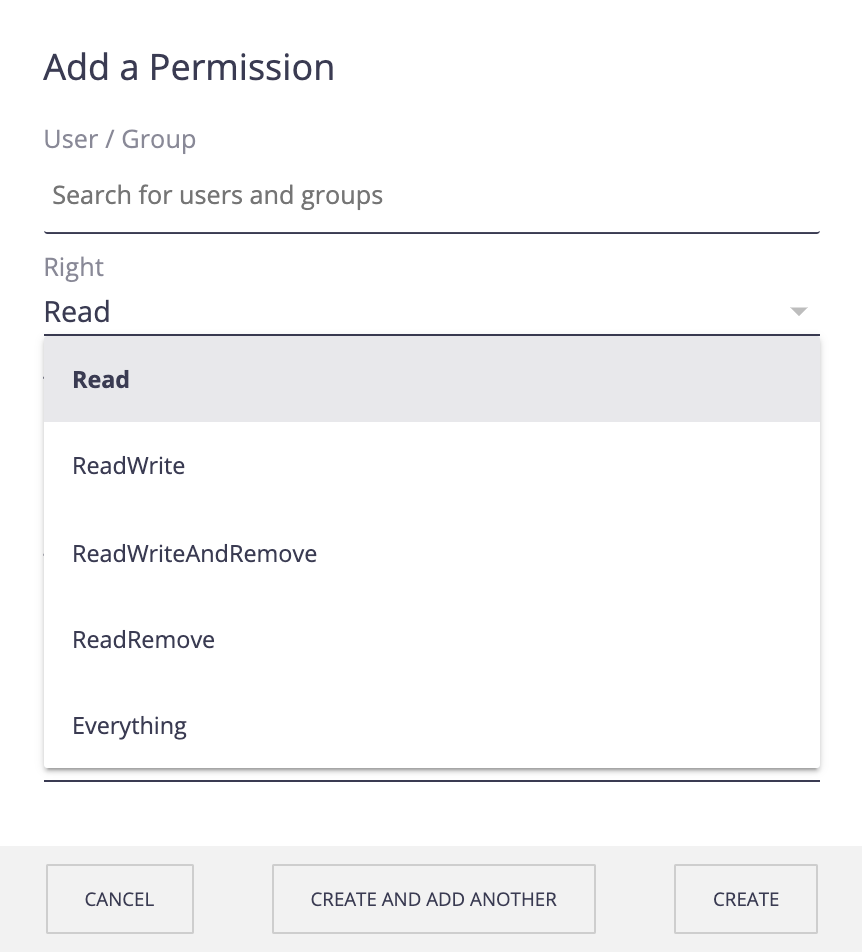 Add a Permission
User / Group
Search for users and groups
Right
Read
Read
ReadWrite
ReadWriteAndRemove
ReadRemove
Everything
CANCEL
CREATE AND ADD ANOTHER
CREATE